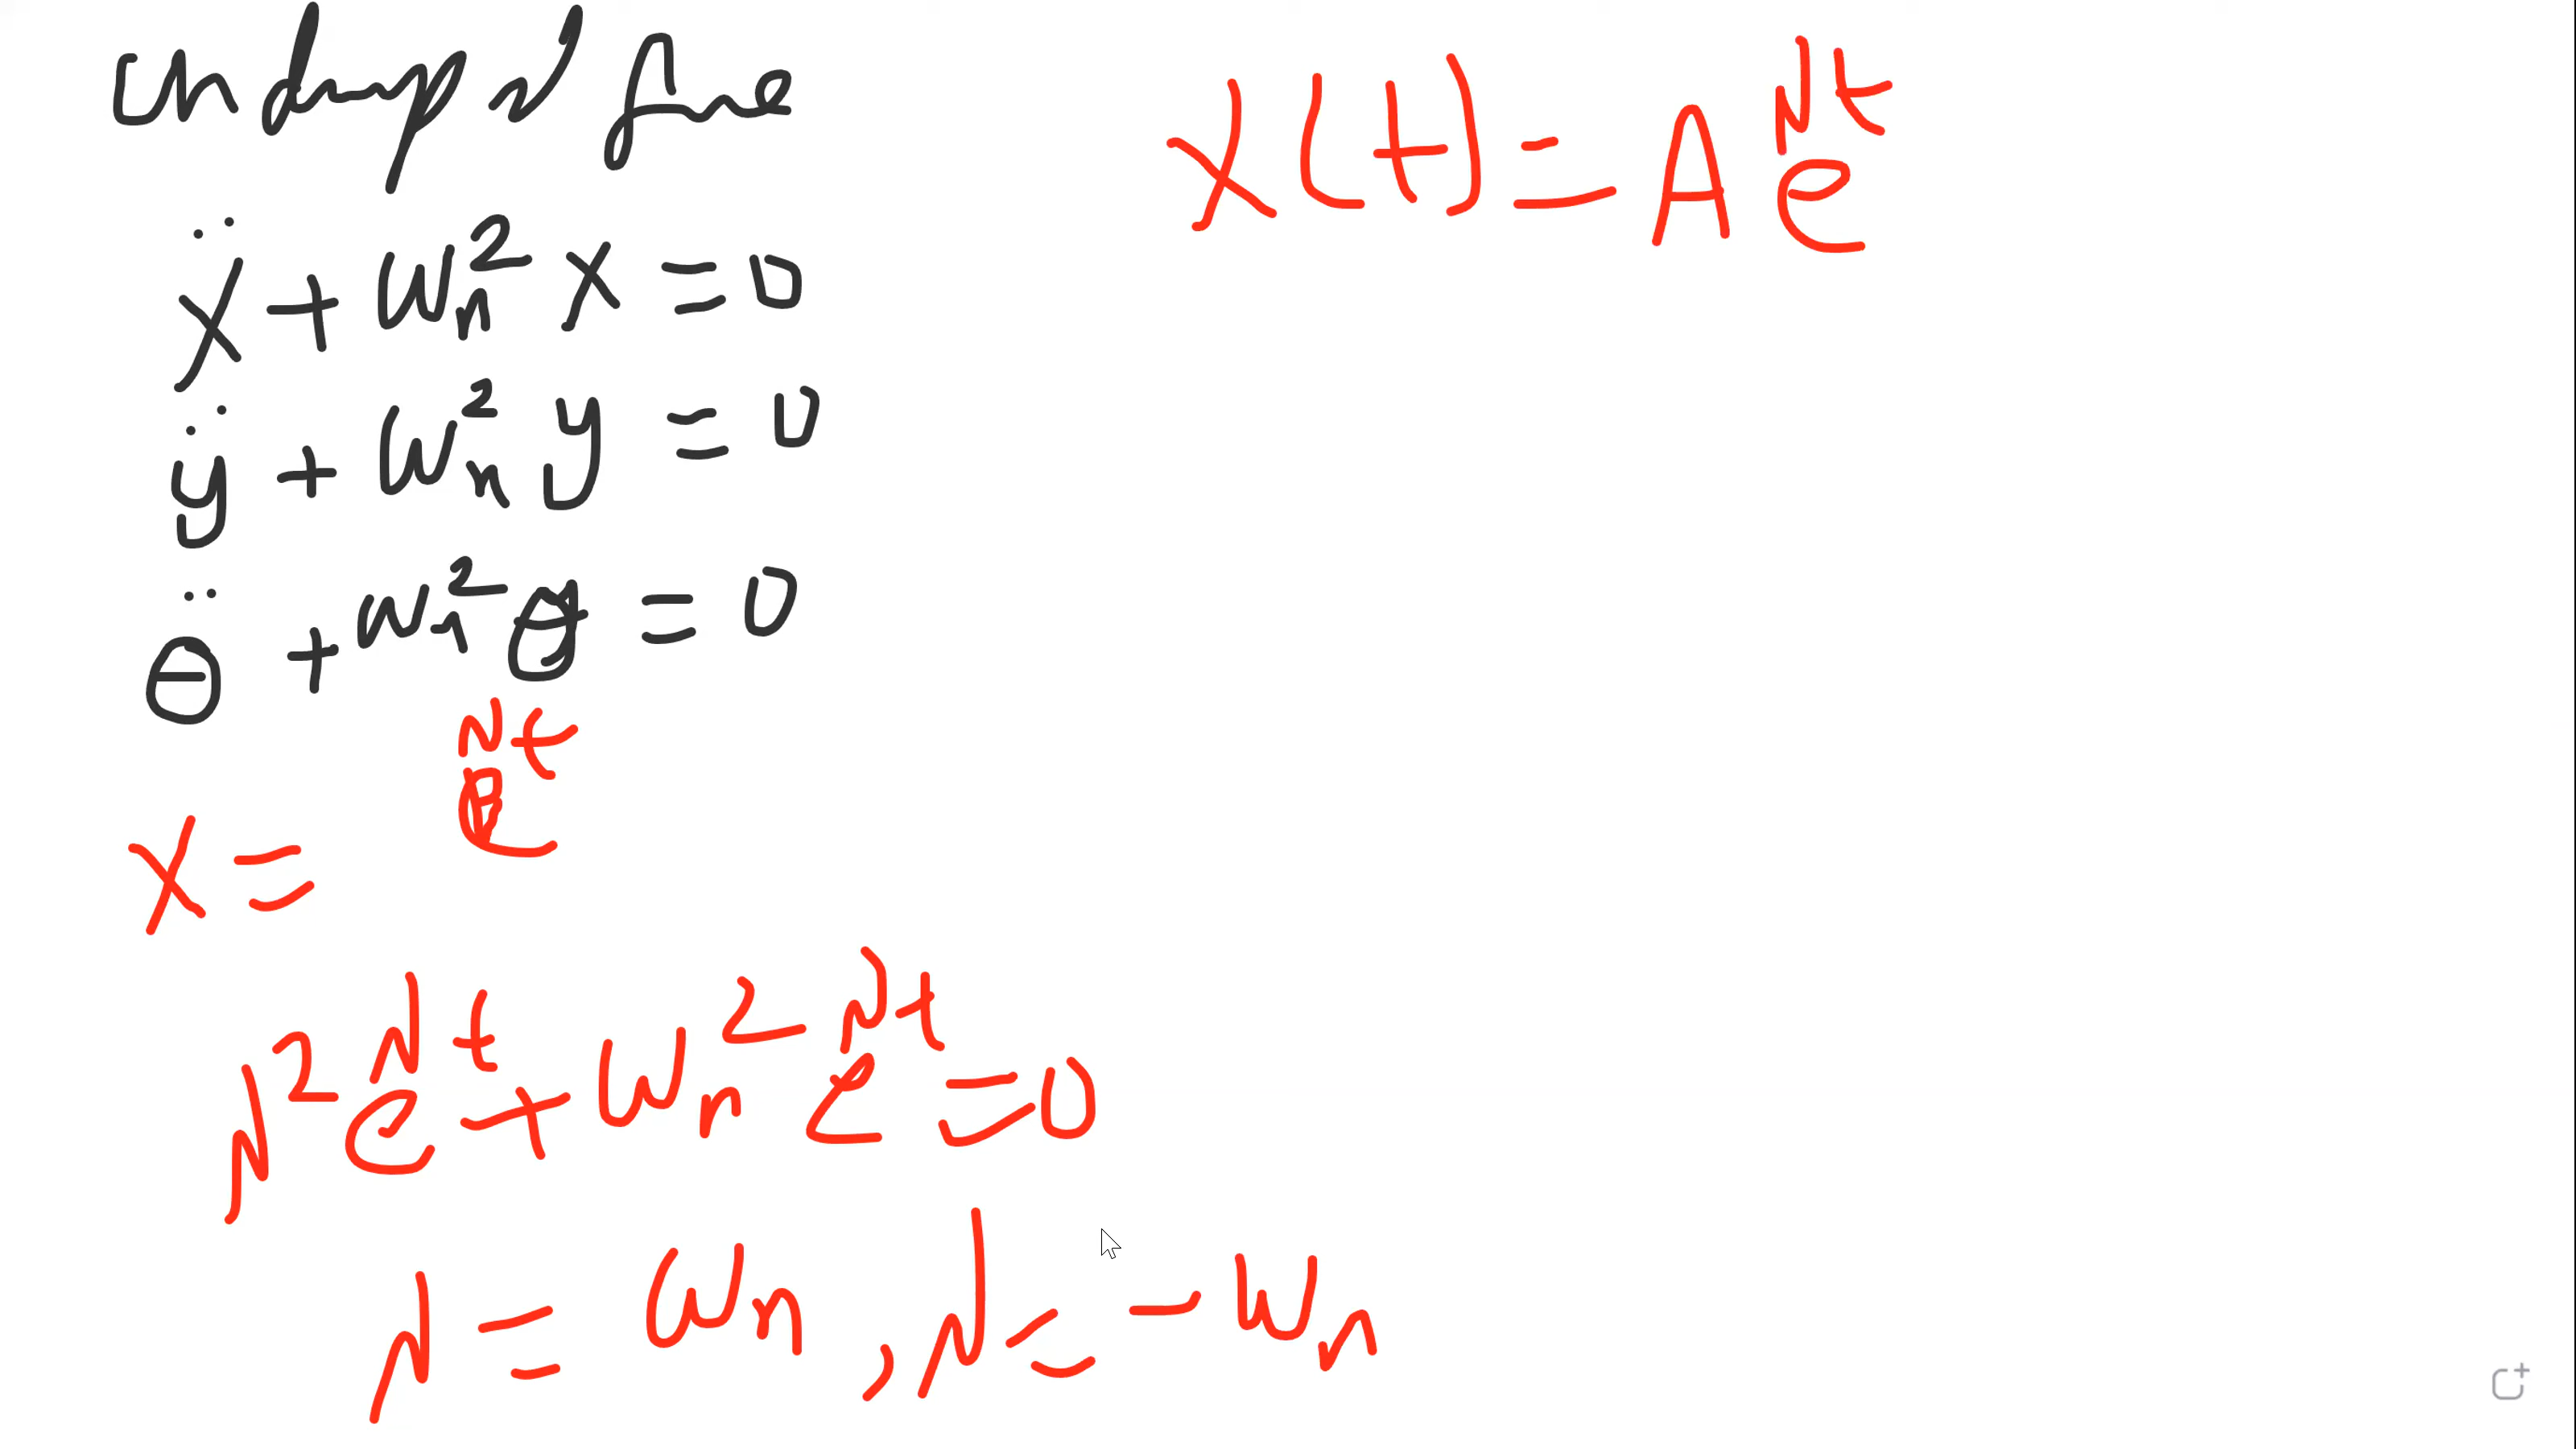 Undamped free
ẍ + ωₙ² x = 0
ÿ + ωₙ² y = 0
θ̈ + ωₙ² θ = 0
x = e^{λt}
λ² e^{λt} + ωₙ² e^{λt} = 0
λ = ωₙ , λ = - ωₙ
x(t) = A e^{λt}